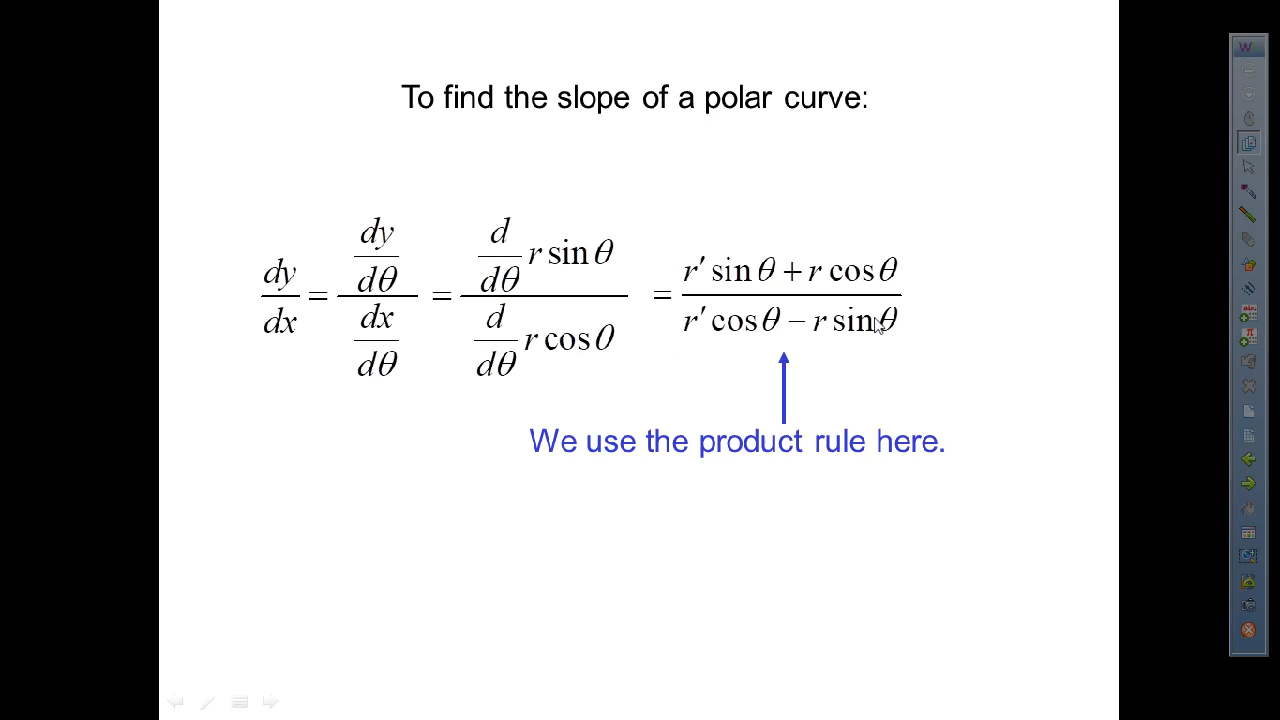 To find the slope of a polar curve:
dy/dx = (dy/dθ)/(dx/dθ) = (d/dθ r sin θ)/(d/dθ r cos θ) = (r′ sin θ + r cos θ)/(r′ cos θ − r sin θ)
We use the product rule here.
W